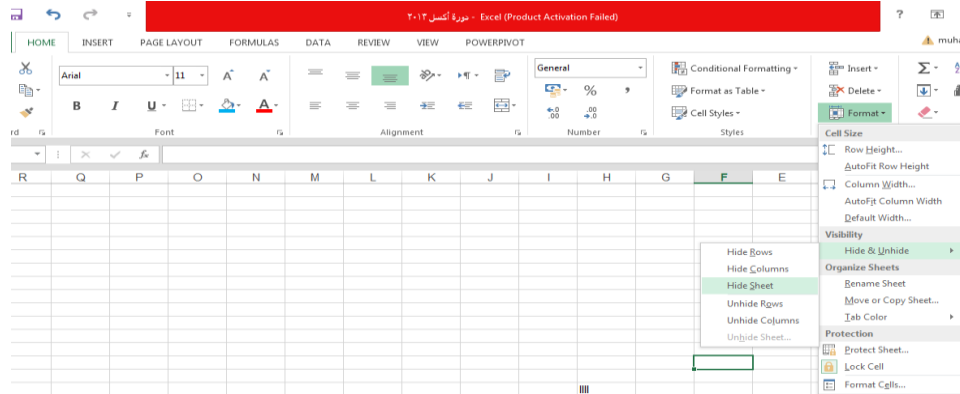 دورة أكسل ٢٠١٣ - Excel (Product Activation Failed)
?
HOME INSERT PAGE LAYOUT FORMULAS DATA REVIEW VIEW POWERPIVOT
Arial 11 A A General Conditional Formatting Insert Σ
Format as Table Delete
B I U A % , .00 .00 Cell Styles Format
Font Alignment Number Styles
fx
R Q P O N M L K J I H G F E
Cell Size
Row Height...
AutoFit Row Height
Column Width...
AutoFit Column Width
Default Width...
Visibility
Hide & Unhide
Organize Sheets
Rename Sheet
Move or Copy Sheet...
Tab Color
Protection
Protect Sheet...
Lock Cell
Format Cells...
Hide Rows
Hide Columns
Hide Sheet
Unhide Rows
Unhide Columns
Unhide Sheet...